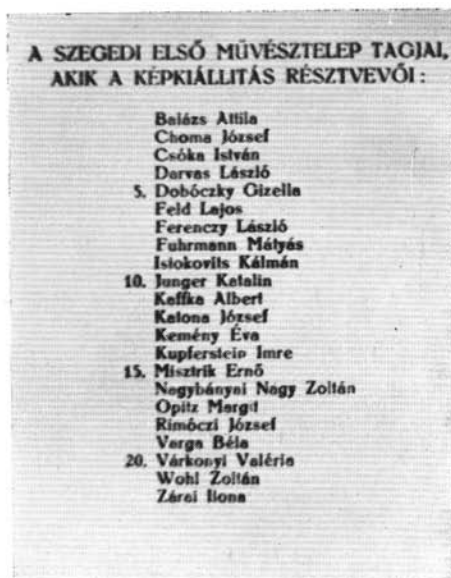 A SZEGEDI ELSŐ MŰVÉSZTELEP TAGJAI,
AKIK A KÉPKIÁLLITÁS RÉSZTVEVŐI :
Balázs Attila
Choma József
Csóka István
Darvas László
5. Dobóczky Gizella
Feld Lajos
Ferenczy László
Fuhrmann Mátyás
Istokovits Kálmán
10. Junger Katalin
Kaffka Albert
Katona József
Kemény Éva
Kupferstein Imre
15. Misztrik Ernő
Nagybányai Nagy Zoltán
Opitz Margit
Rimóczi József
Varga Béla
20. Várkonyi Valéria
Wohl Zoltán
Zárai Ilona